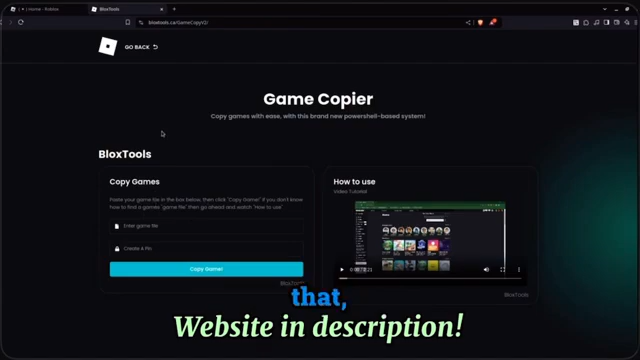 Home - Roblox
BloxTools
bloxtools.ca/GameCopyV2/
GO BACK
Game Copier
Copy games with ease, with this brand new powershell-based system!
BloxTools
Copy Games
Paste your game file in the box below, then click "Copy Game!" if you don't
know how to find a games "game file" then go ahead and watch "How to use"
Enter game file
Create A Pin
Copy Game!
BloxTools
How to use
Video Tutorial
BloxTools
that,
Website in description!